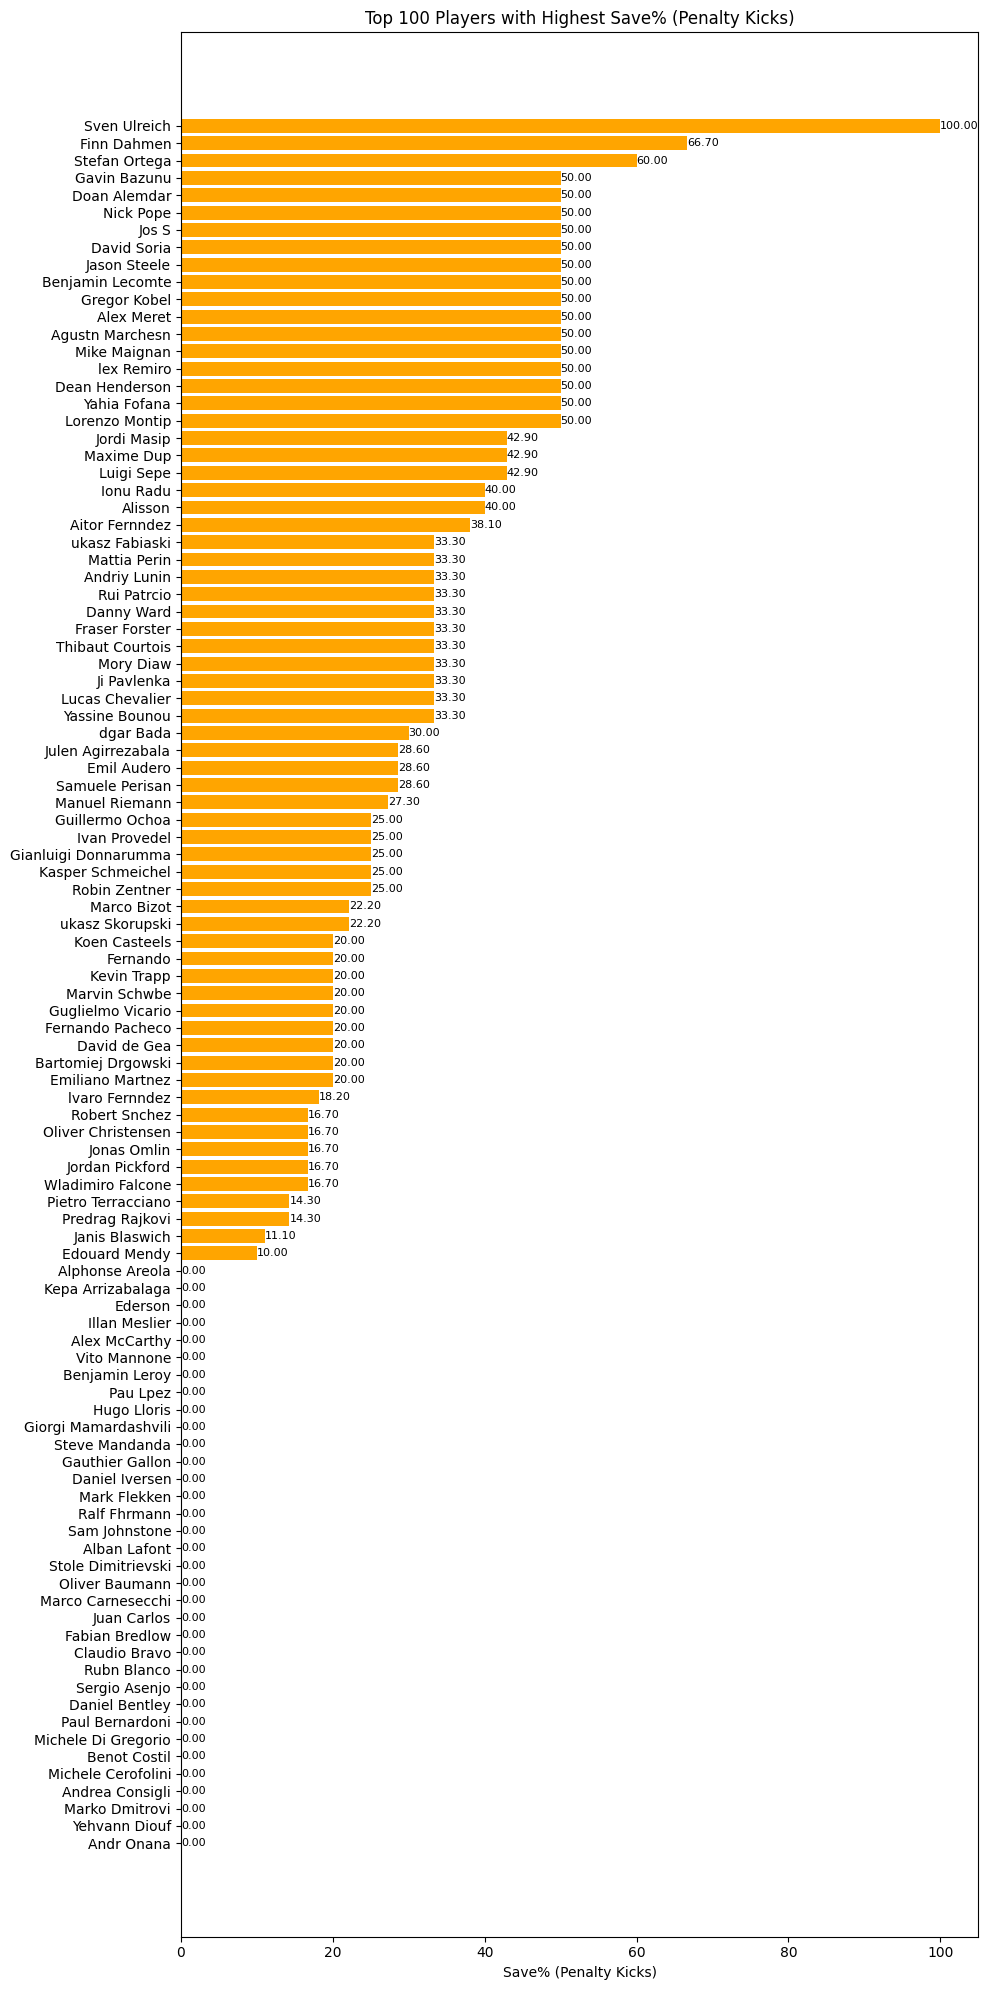 Top 100 Players with Highest Save% (Penalty Kicks)
Sven Ulreich 100.00
Finn Dahmen 66.70
Stefan Ortega 60.00
Gavin Bazunu 50.00
Doan Alemdar 50.00
Nick Pope 50.00
Jos S 50.00
David Soria 50.00
Jason Steele 50.00
Benjamin Lecomte 50.00
Gregor Kobel 50.00
Alex Meret 50.00
Agustn Marchesn 50.00
Mike Maignan 50.00
lex Remiro 50.00
Dean Henderson 50.00
Yahia Fofana 50.00
Lorenzo Montip 50.00
Jordi Masip 42.90
Maxime Dup 42.90
Luigi Sepe 42.90
Ionu Radu 40.00
Alisson 40.00
Aitor Fernndez 38.10
ukasz Fabiaski 33.30
Mattia Perin 33.30
Andriy Lunin 33.30
Rui Patrcio 33.30
Danny Ward 33.30
Fraser Forster 33.30
Thibaut Courtois 33.30
Mory Diaw 33.30
Ji Pavlenka 33.30
Lucas Chevalier 33.30
Yassine Bounou 33.30
dgar Bada 30.00
Julen Agirrezabala 28.60
Emil Audero 28.60
Samuele Perisan 28.60
Manuel Riemann 27.30
Guillermo Ochoa 25.00
Ivan Provedel 25.00
Gianluigi Donnarumma 25.00
Kasper Schmeichel 25.00
Robin Zentner 25.00
Marco Bizot 22.20
ukasz Skorupski 22.20
Koen Casteels 20.00
Fernando 20.00
Kevin Trapp 20.00
Marvin Schwbe 20.00
Guglielmo Vicario 20.00
Fernando Pacheco 20.00
David de Gea 20.00
Bartomiej Drgowski 20.00
Emiliano Martnez 20.00
lvaro Fernndez 18.20
Robert Snchez 16.70
Oliver Christensen 16.70
Jonas Omlin 16.70
Jordan Pickford 16.70
Wladimiro Falcone 16.70
Pietro Terracciano 14.30
Predrag Rajkovi 14.30
Janis Blaswich 11.10
Edouard Mendy 10.00
Alphonse Areola 0.00
Kepa Arrizabalaga 0.00
Ederson 0.00
Illan Meslier 0.00
Alex McCarthy 0.00
Vito Mannone 0.00
Benjamin Leroy 0.00
Pau Lpez 0.00
Hugo Lloris 0.00
Giorgi Mamardashvili 0.00
Steve Mandanda 0.00
Gauthier Gallon 0.00
Daniel Iversen 0.00
Mark Flekken 0.00
Ralf Fhrmann 0.00
Sam Johnstone 0.00
Alban Lafont 0.00
Stole Dimitrievski 0.00
Oliver Baumann 0.00
Marco Carnesecchi 0.00
Juan Carlos 0.00
Fabian Bredlow 0.00
Claudio Bravo 0.00
Rubn Blanco 0.00
Sergio Asenjo 0.00
Daniel Bentley 0.00
Paul Bernardoni 0.00
Michele Di Gregorio 0.00
Benot Costil 0.00
Michele Cerofolini 0.00
Andrea Consigli 0.00
Marko Dmitrovi 0.00
Yehvann Diouf 0.00
Andr Onana 0.00
0 20 40 60 80 100
Save% (Penalty Kicks)